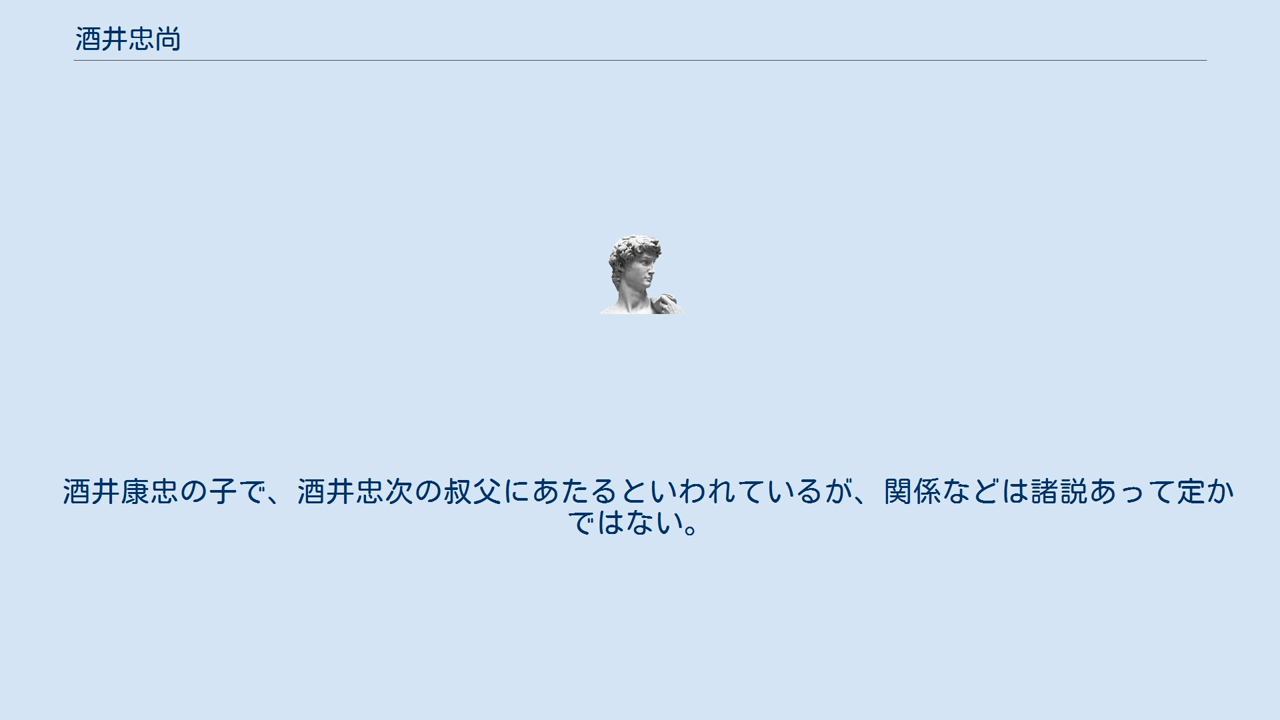 酒井忠尚
酒井康忠の子で、酒井忠次の叔父にあたるといわれているが、関係などは諸説あって定か
ではない。